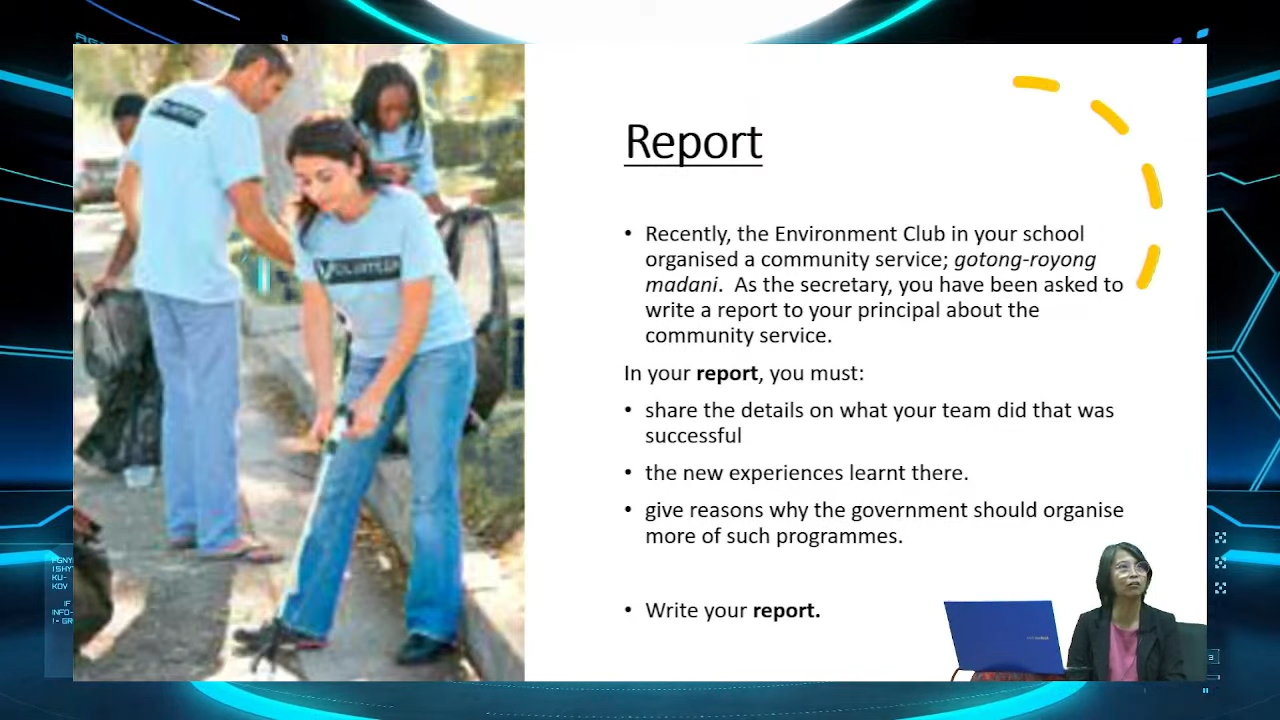 Report
• Recently, the Environment Club in your school
organised a community service; gotong-royong
madani. As the secretary, you have been asked to
write a report to your principal about the
community service.
In your report, you must:
• share the details on what your team did that was
successful
• the new experiences learnt there.
• give reasons why the government should organise
more of such programmes.
• Write your report.
VOLUNTEER